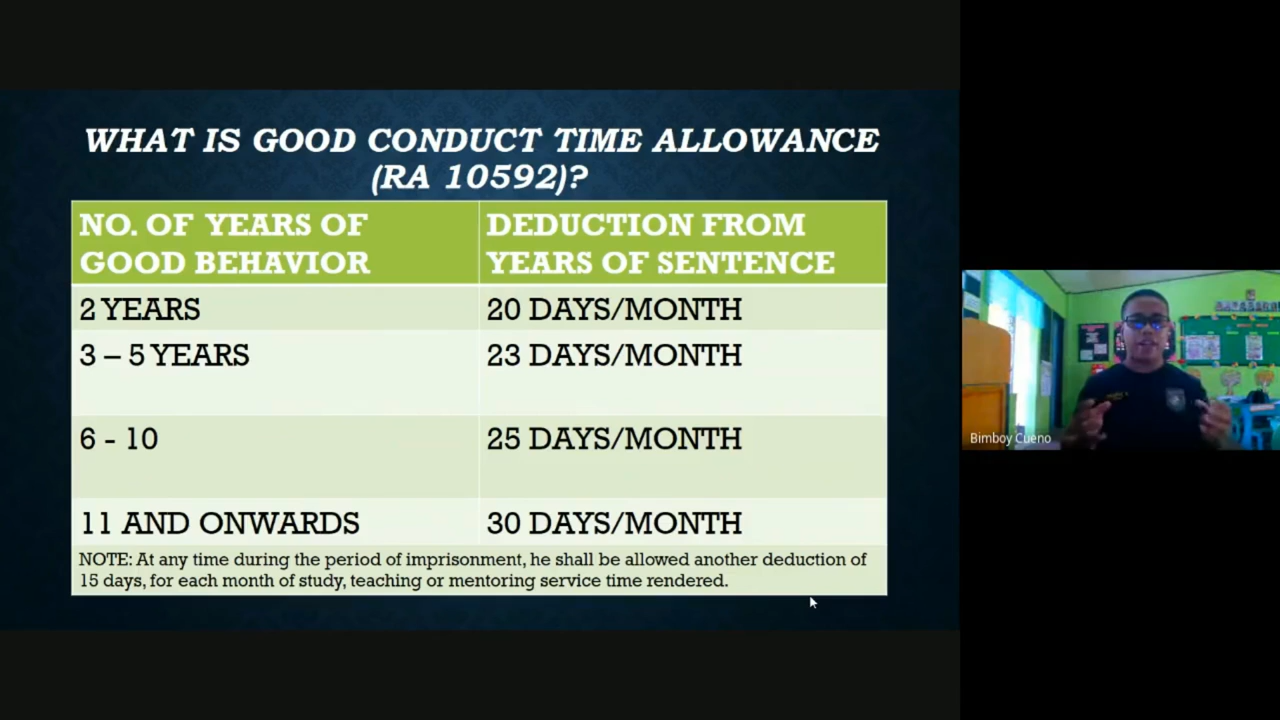 WHAT IS GOOD CONDUCT TIME ALLOWANCE
(RA 10592)?
NO. OF YEARS OF
GOOD BEHAVIOR
DEDUCTION FROM
YEARS OF SENTENCE
2 YEARS
20 DAYS/MONTH
3 – 5 YEARS
23 DAYS/MONTH
6 - 10
25 DAYS/MONTH
11 AND ONWARDS
30 DAYS/MONTH
NOTE: At any time during the period of imprisonment, he shall be allowed another deduction of
15 days, for each month of study, teaching or mentoring service time rendered.
Bimboy Cueno